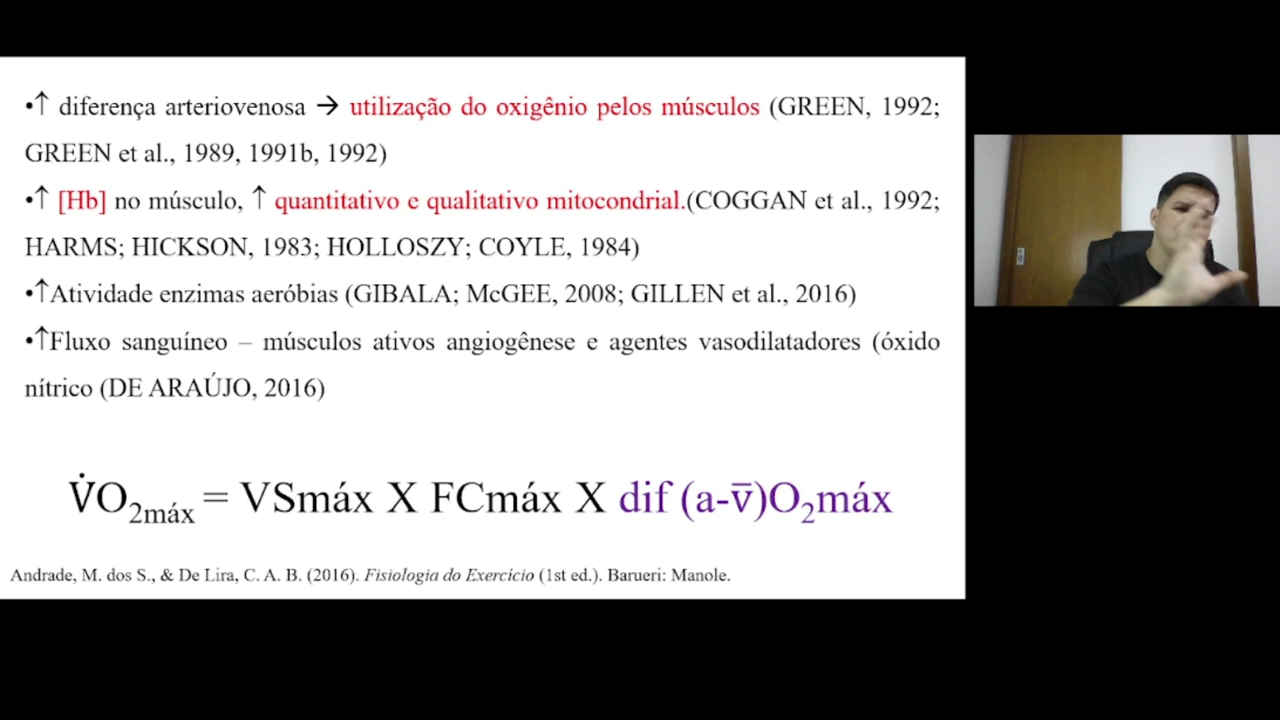 •↑ diferença arteriovenosa → utilização do oxigênio pelos músculos (GREEN, 1992;
GREEN et al., 1989, 1991b, 1992)
•↑ [Hb] no músculo, ↑ quantitativo e qualitativo mitocondrial.(COGGAN et al., 1992;
HARMS; HICKSON, 1983; HOLLOSZY; COYLE, 1984)
•↑Atividade enzimas aeróbias (GIBALA; McGEE, 2008; GILLEN et al., 2016)
•↑Fluxo sanguíneo – músculos ativos angiogênese e agentes vasodilatadores (óxido
nítrico (DE ARAÚJO, 2016)
V̇O₂máx = VSmáx X FCmáx X dif (a-v̅)O₂máx
Andrade, M. dos S., & De Lira, C. A. B. (2016). Fisiologia do Exercício (1st ed.). Barueri: Manole.